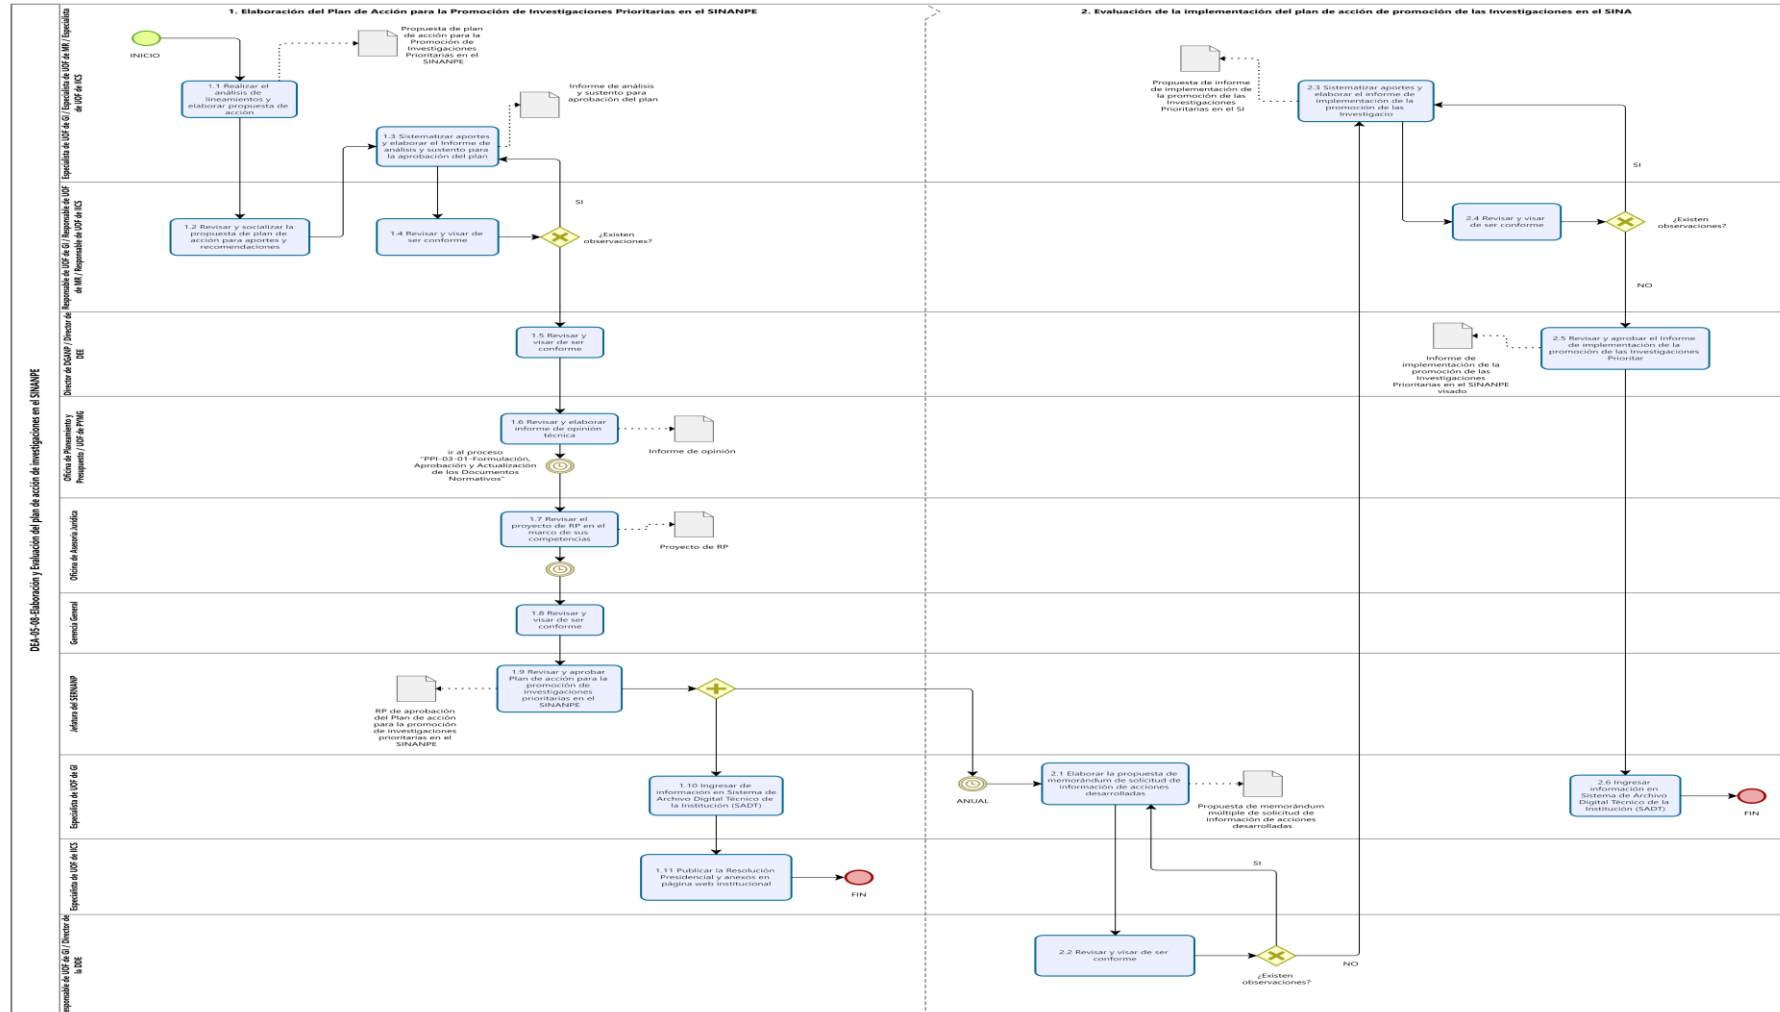 DEA-05-08-Elaboración y Evaluación del plan de acción de investigaciones en el SINANPE
1. Elaboración del Plan de Acción para la Promoción de Investigaciones Prioritarias en el SINANPE
2. Evaluación de la implementación del plan de acción de promoción de las Investigaciones en el SINA
Especialista de UOF de GI / Especialista de UOF de MR / Especialista
de UOF de IICS
INICIO
Propuesta de plan
de acción para la
Promoción de
Investigaciones
Prioritarias en el
SINANPE
1.1 Realizar el
análisis de
lineamientos y
elaborar propuesta de
acción
Informe de análisis
y sustento para
aprobación del plan
1.3 Sistematizar aportes
y elaborar el Informe de
análisis y sustento para
la aprobación del plan
Propuesta de informe
de implementación de
la promoción de las
Investigaciones
Prioritarias en el SI
2.3 Sistematizar aportes y
elaborar el informe de
implementación de la
promoción de las
Investigacio
SI
Responsable de UOF de GI / Responsable de UOF
de MR / Responsable de UOF de IICS
1.2 Revisar y socializar la
propuesta de plan de
acción para aportes y
recomendaciones
1.4 Revisar y visar de
ser conforme
SI
¿Existen
observaciones?
2.4 Revisar y visar
de ser conforme
¿Existen
observaciones?
NO
Director de DGANP / Director de
DEE
1.5 Revisar y
visar de ser
conforme
Informe de
implementación de la
promoción de las
Investigaciones
Prioritarias en el SINANPE
visado
2.5 Revisar y aprobar el Informe
de implementación de la
promoción de las Investigaciones
Prioritar
Oficina de Planeamiento y
Presupuesto / UOF de PYMG
1.6 Revisar y elaborar
informe de opinión
técnica
Informe de opinión
ir al proceso
"PPI-03-01-Formulación,
Aprobación y Actualización
de los Documentos
Normativos"
Oficina de Asesoría Jurídica
1.7 Revisar el
proyecto de RP en el
marco de sus
competencias
Proyecto de RP
Gerencia General
1.8 Revisar y
visar de ser
conforme
Jefatura del SERNANP
1.9 Revisar y aprobar
Plan de acción para la
promoción de
investigaciones
prioritarias en el
SINANPE
RP de aprobación
del Plan de acción
para la promoción
de investigaciones
prioritarias en el
SINANPE
Especialista de UOF de GI
1.10 Ingresar de
información en Sistema de
Archivo Digital Técnico de
la Institución (SADT)
ANUAL
2.1 Elaborar la propuesta de
memorándum de solicitud de
información de acciones
desarrolladas
Propuesta de memorándum
múltiple de solicitud de
información de acciones
desarrolladas
2.6 Ingresar
información en
Sistema de Archivo
Digital Técnico de la
Institución (SADT)
FIN
Especialista de UOF de IICS
1.11 Publicar la Resolución
Presidencial y anexos en
página web institucional
FIN
SI
esponsable de UOF de GI / Director de
la DDE
2.2 Revisar y visar de ser
conforme
¿Existen
observaciones?
NO